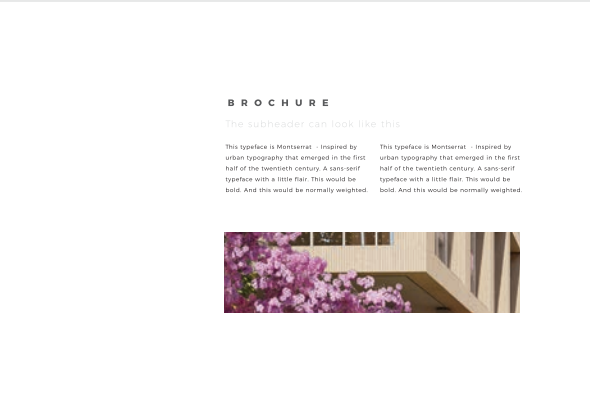 BROCHURE
The subheader can look like this
This typeface is Montserrat - Inspired by
urban typography that emerged in the first
half of the twentieth century. A sans-serif
typeface with a little flair. This would be
bold. And this would be normally weighted.
This typeface is Montserrat - Inspired by
urban typography that emerged in the first
half of the twentieth century. A sans-serif
typeface with a little flair. This would be
bold. And this would be normally weighted.